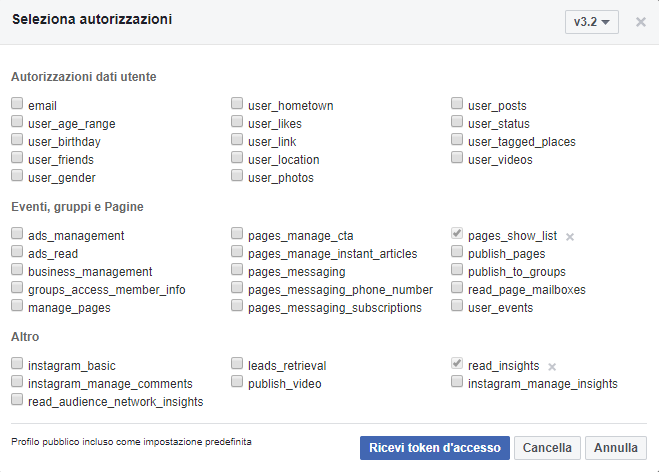 Seleziona autorizzazioni
v3.2
Autorizzazioni dati utente
email user_hometown user_posts
user_age_range user_likes user_status
user_birthday user_link user_tagged_places
user_friends user_location user_videos
user_gender user_photos
Eventi, gruppi e Pagine
ads_management pages_manage_cta pages_show_list
ads_read pages_manage_instant_articles publish_pages
business_management pages_messaging publish_to_groups
groups_access_member_info pages_messaging_phone_number read_page_mailboxes
manage_pages pages_messaging_subscriptions user_events
Altro
instagram_basic leads_retrieval read_insights
instagram_manage_comments publish_video instagram_manage_insights
read_audience_network_insights
Profilo pubblico incluso come impostazione predefinita
Ricevi token d'accesso Cancella Annulla